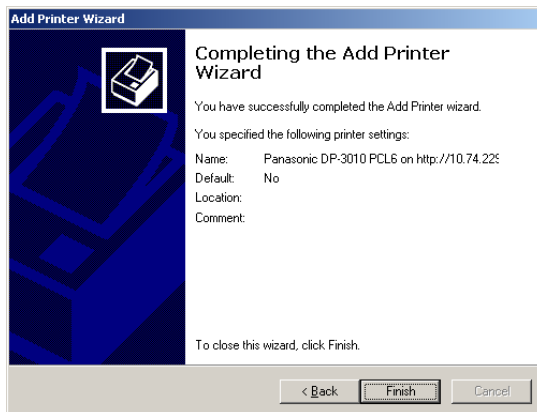 Add Printer Wizard
Completing the Add Printer
Wizard
You have successfully completed the Add Printer wizard.
You specified the following printer settings:
Name: Panasonic DP-3010 PCL6 on http://10.74.229
Default: No
Location:
Comment:
To close this wizard, click Finish.
< Back Finish Cancel